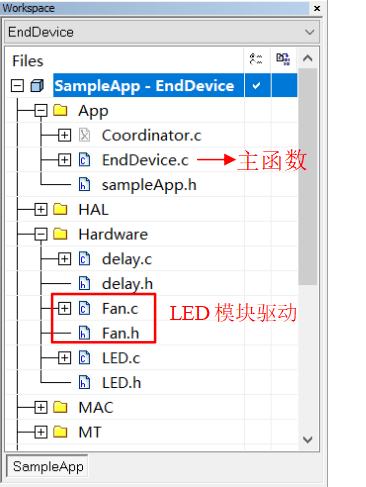 Workspace
EndDevice
Files
SampleApp - EndDevice
App
Coordinator.c
EndDevice.c 主函数
sampleApp.h
HAL
Hardware
delay.c
delay.h
Fan.c LED 模块驱动
Fan.h
LED.c
LED.h
MAC
MT
SampleApp